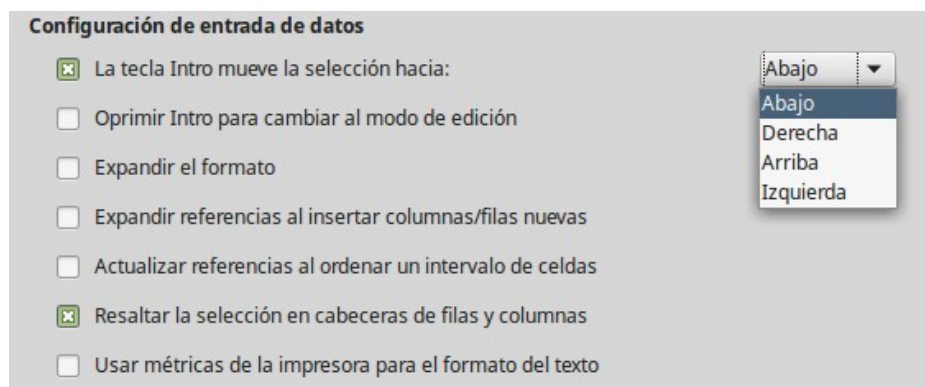 Configuración de entrada de datos
La tecla Intro mueve la selección hacia: Abajo
Abajo
Oprimir Intro para cambiar al modo de edición
Derecha
Expandir el formato
Arriba
Izquierda
Expandir referencias al insertar columnas/filas nuevas
Actualizar referencias al ordenar un intervalo de celdas
Resaltar la selección en cabeceras de filas y columnas
Usar métricas de la impresora para el formato del texto